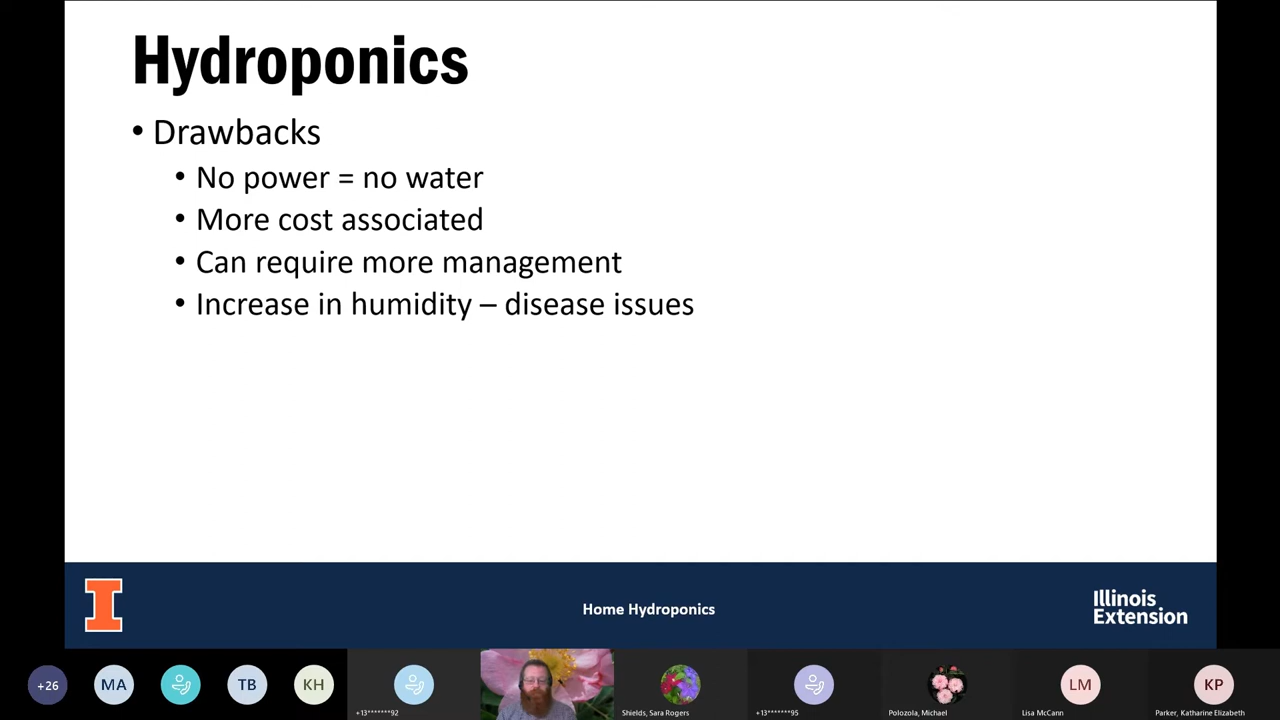 Hydroponics
• Drawbacks
• No power = no water
• More cost associated
• Can require more management
• Increase in humidity – disease issues
I
Home Hydroponics
Illinois
Extension
+26
MA
TB
KH
+13*******92
Shields, Sara Rogers
+13*******95
Polozola, Michael
LM
Lisa McCann
KP
Parker, Katharine Elizabeth